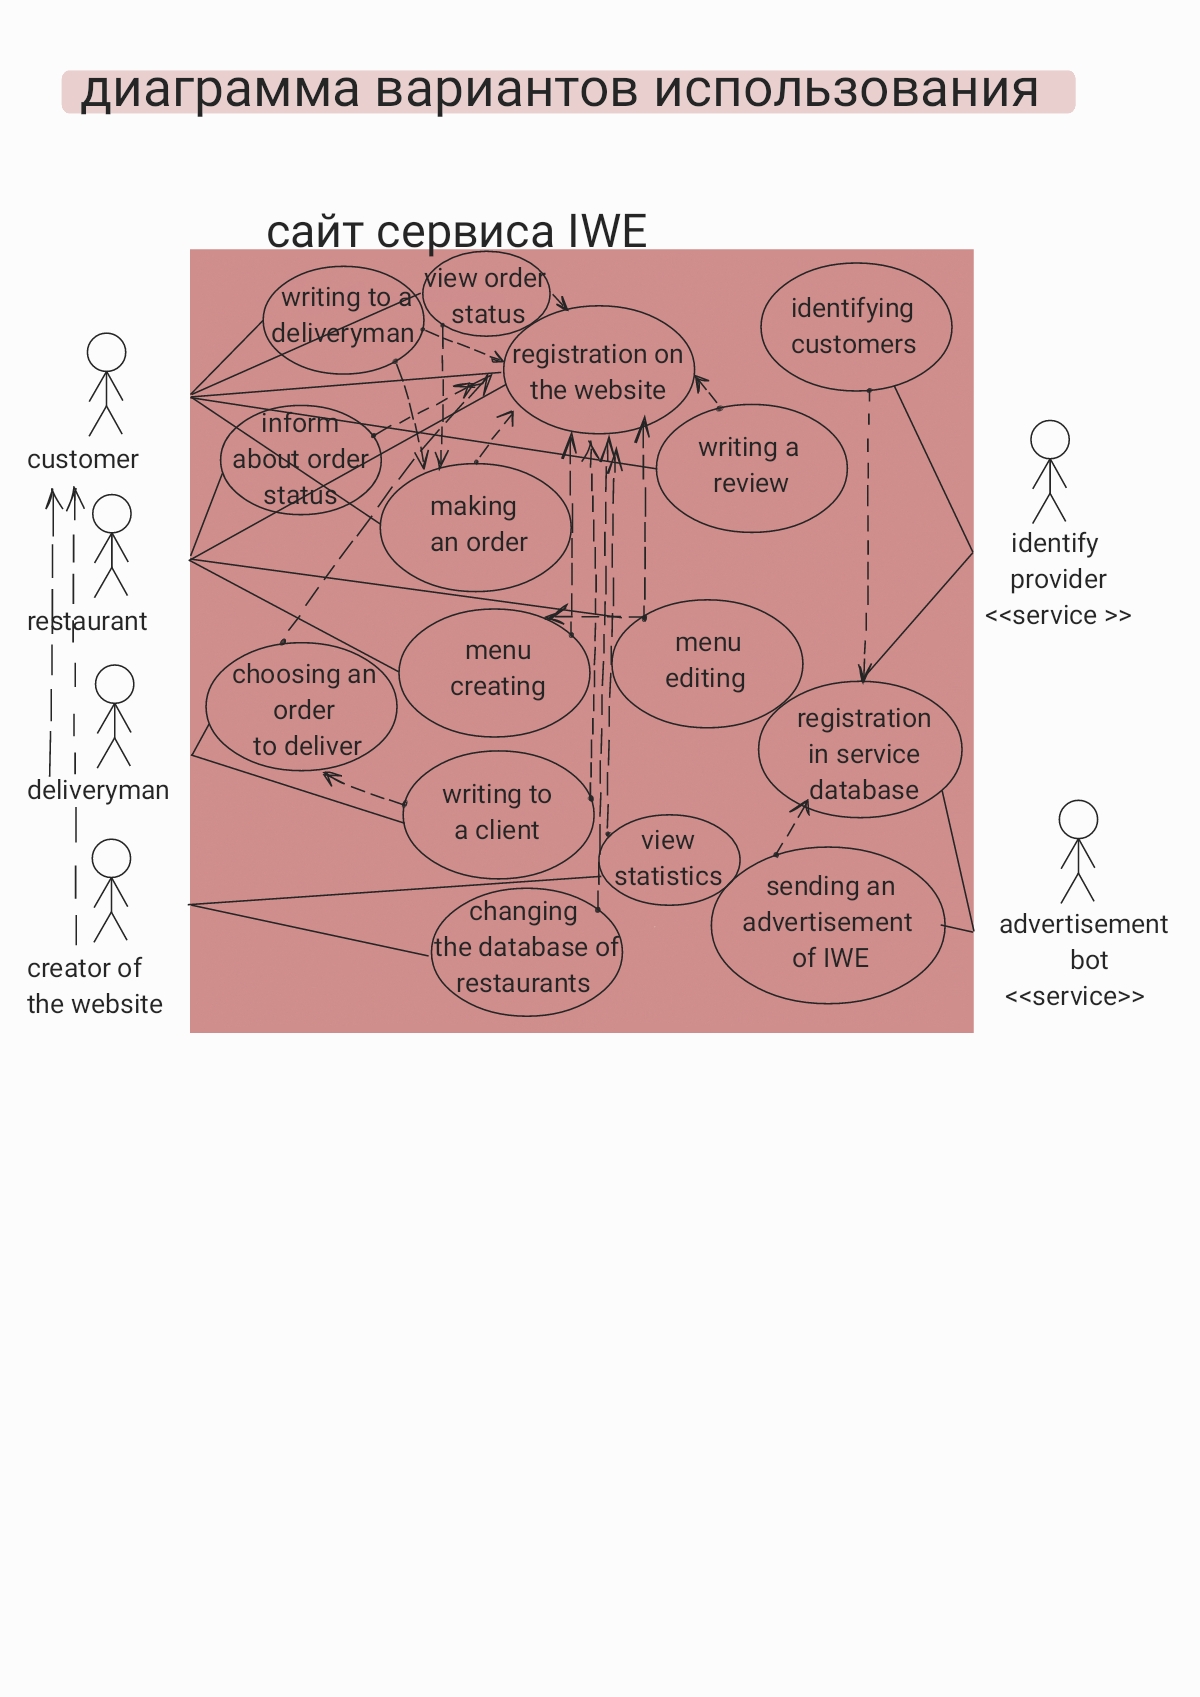 диаграмма вариантов использования
сайт сервиса IWE
writing to a
deliveryman
view order
status
registration on
the website
identifying
customers
inform
about order
status
making
an order
writing a
review
menu
creating
menu
editing
choosing an
order
to deliver
registration
in service
database
writing to
a client
view
statistics
sending an
advertisement
of IWE
changing
the database of
restaurants
customer
restaurant
deliveryman
creator of
the website
identify
provider
<<service >>
advertisement
bot
<<service>>